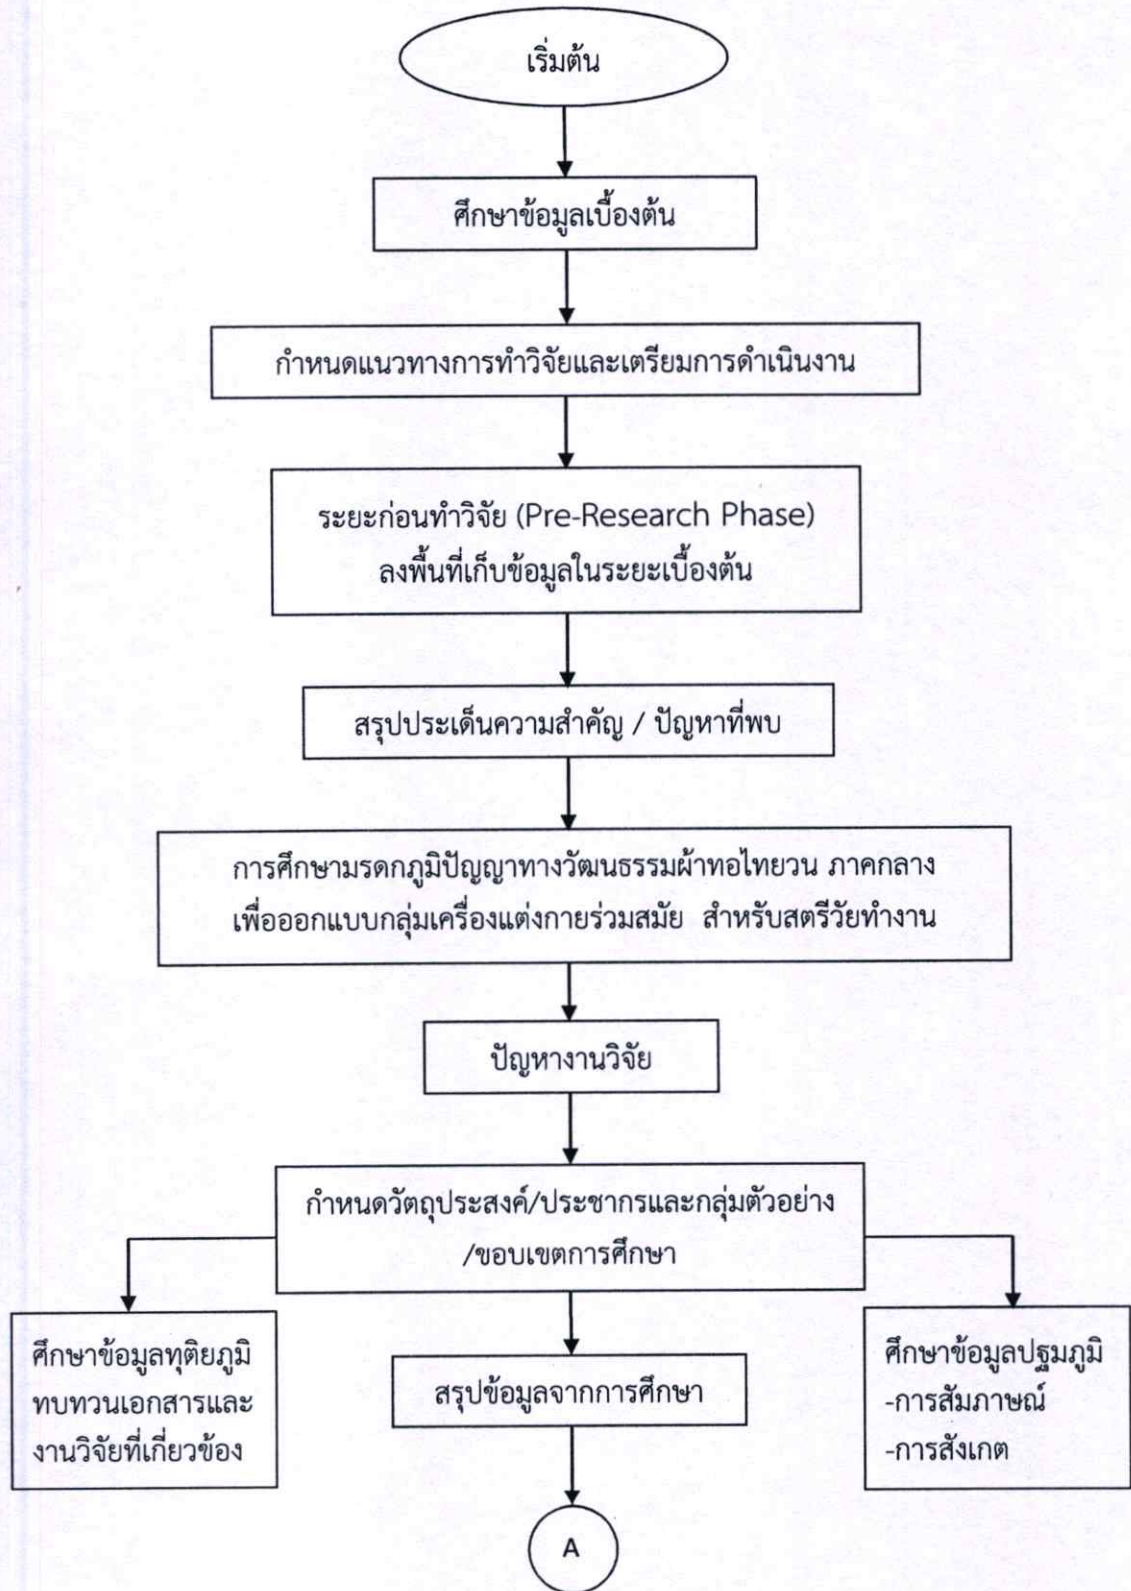 เริ่มต้น
ศึกษาข้อมูลเบื้องต้น
กำหนดแนวทางการทำวิจัยและเตรียมการดำเนินงาน
ระยะก่อนทำวิจัย (Pre-Research Phase)
ลงพื้นที่เก็บข้อมูลในระยะเบื้องต้น
สรุปประเด็นความสำคัญ / ปัญหาที่พบ
การศึกษามรดกภูมิปัญญาทางวัฒนธรรมผ้าทอไทยวน ภาคกลาง
เพื่อออกแบบกลุ่มเครื่องแต่งกายร่วมสมัย สำหรับสตรีวัยทำงาน
ปัญหางานวิจัย
กำหนดวัตถุประสงค์/ประชากรและกลุ่มตัวอย่าง
/ขอบเขตการศึกษา
ศึกษาข้อมูลทุติยภูมิ
ทบทวนเอกสารและ
งานวิจัยที่เกี่ยวข้อง
สรุปข้อมูลจากการศึกษา
ศึกษาข้อมูลปฐมภูมิ
-การสัมภาษณ์
-การสังเกต
A